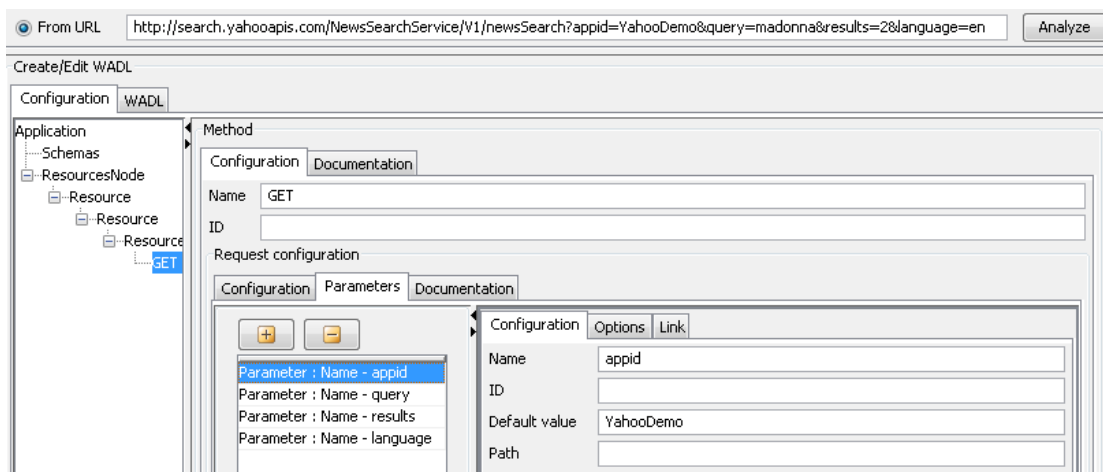 From URL http://search.yahooapis.com/NewsSearchService/V1/newsSearch?appid=YahooDemo&query=madonna&results=2&language=en Analyze
Create/Edit WADL
Configuration WADL
Application
Schemas
ResourcesNode
Resource
Resource
Resource
GET
Method
Configuration Documentation
Name GET
ID
Request configuration
Configuration Parameters Documentation
Parameter : Name - appid
Parameter : Name - query
Parameter : Name - results
Parameter : Name - language
Configuration Options Link
Name appid
ID
Default value YahooDemo
Path